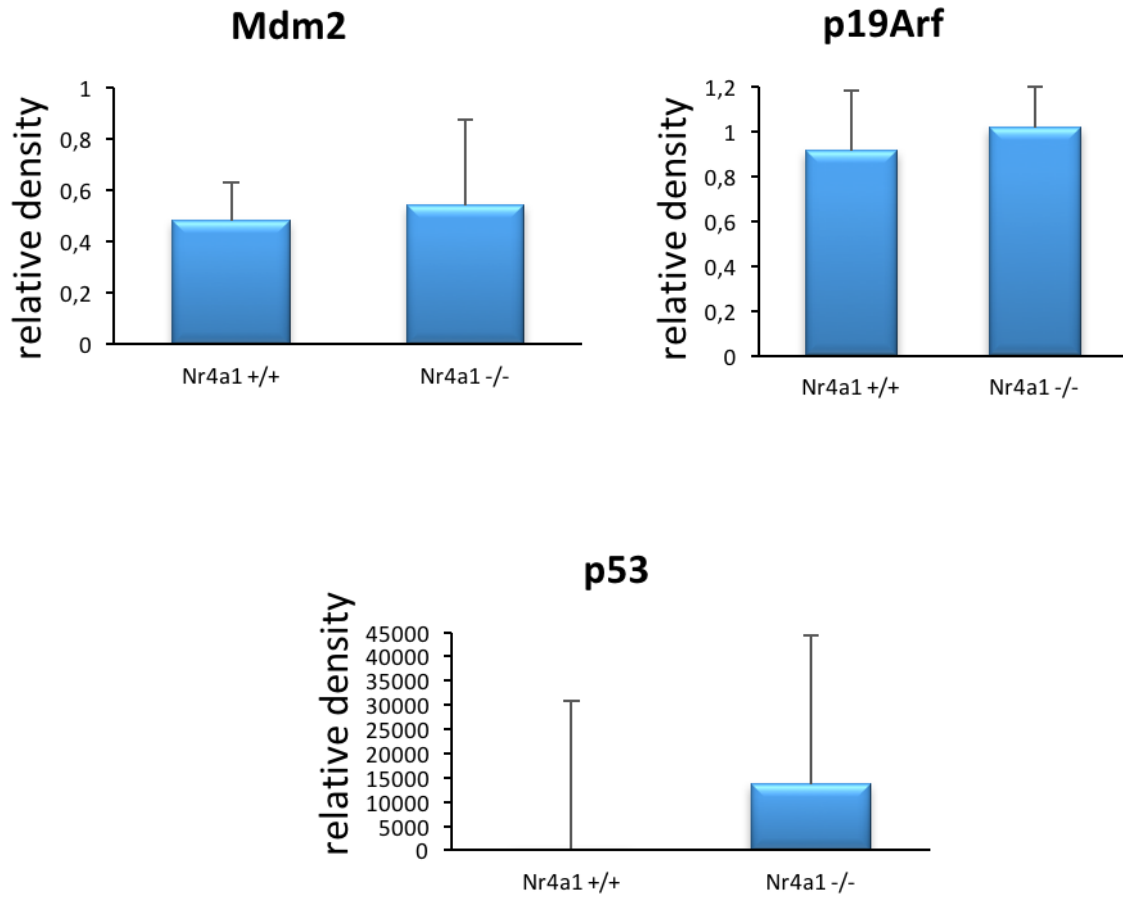 Mdm2
relative density
1
0,8
0,6
0,4
0,2
0
Nr4a1 +/+
Nr4a1 -/-
p19Arf
relative density
1,2
1
0,8
0,6
0,4
0,2
0
Nr4a1 +/+
Nr4a1 -/-
p53
relative density
45000
40000
35000
30000
25000
20000
15000
10000
5000
0
Nr4a1 +/+
Nr4a1 -/-